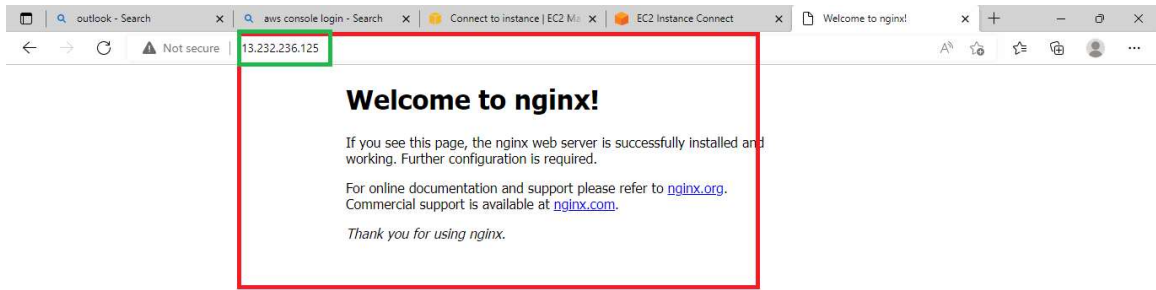 outlook - Search
aws console login - Search
Connect to instance | EC2 Ma
EC2 Instance Connect
Welcome to nginx!
Not secure
13.232.236.125
Welcome to nginx!
If you see this page, the nginx web server is successfully installed and
working. Further configuration is required.
For online documentation and support please refer to nginx.org.
Commercial support is available at nginx.com.
Thank you for using nginx.